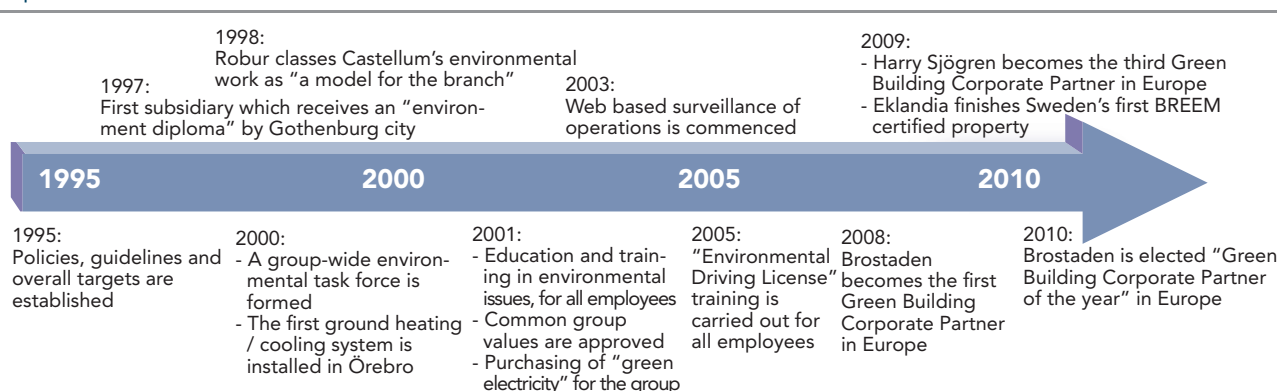 1998:
Robur classes Castellum's environmental
work as "a model for the branch"
1997:
First subsidiary which receives an "environ-
ment diploma" by Gothenburg city
2003:
Web based surveillance of
operations is commenced
2009:
- Harry Sjögren becomes the third Green
Building Corporate Partner in Europe
- Eklandia finishes Sweden's first BREEM
certified property
1995 2000 2005 2010
1995:
Policies, guidelines and
overall targets are
established
2000:
- A group-wide environ-
mental task force is
formed
- The first ground heating
/ cooling system is
installed in Örebro
2001:
- Education and train-
ing in environmental
issues, for all employees
- Common group
values are approved
- Purchasing of "green
electricity" for the group
2005:
"Environmental
Driving License"
training is
carried out for
all employees
2008:
Brostaden
becomes the first
Green Building
Corporate Partner
in Europe
2010:
Brostaden is elected "Green
Building Corporate Partner
of the year" in Europe